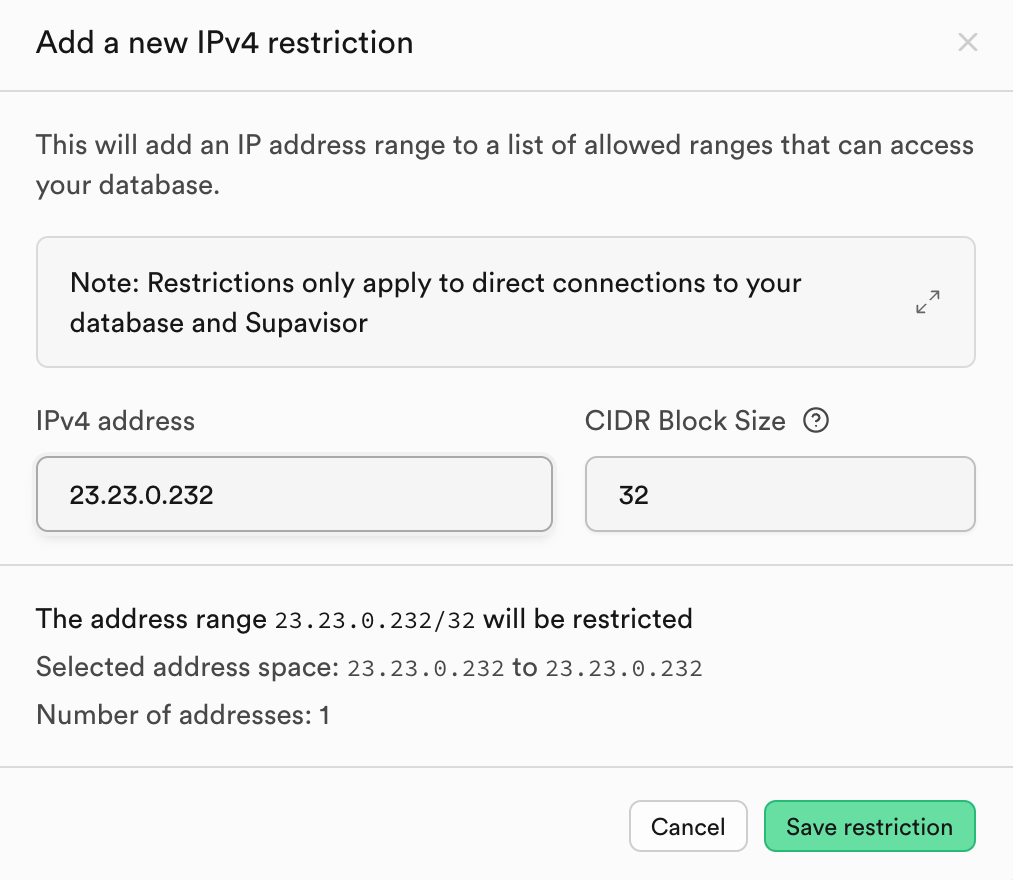 Add a new IPv4 restriction
This will add an IP address range to a list of allowed ranges that can access
your database.
Note: Restrictions only apply to direct connections to your
database and Supavisor
IPv4 address
CIDR Block Size
23.23.0.232
32
The address range 23.23.0.232/32 will be restricted
Selected address space: 23.23.0.232 to 23.23.0.232
Number of addresses: 1
Cancel
Save restriction